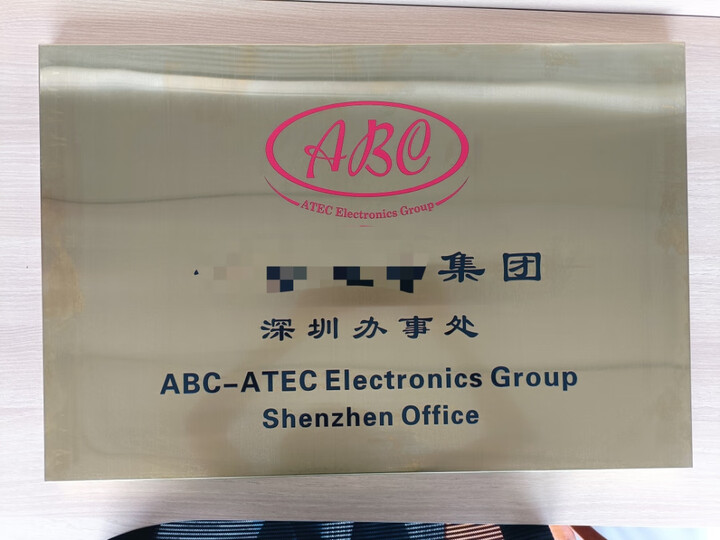 ABC
ATEC Electronics Group
集团
深圳办事处
ABC-ATEC Electronics Group
Shenzhen Office